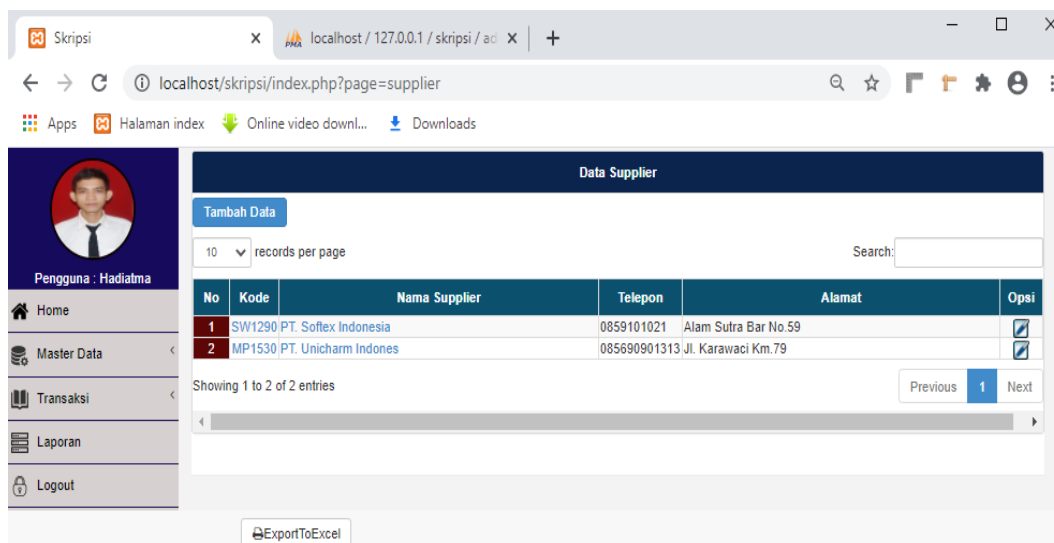 Skripsi
localhost / 127.0.0.1 / skripsi / ad
localhost/skripsi/index.php?page=supplier
Apps Halaman index Online video downl... Downloads
Data Supplier
Tambah Data
10 records per page Search:
Pengguna : Hadiatma
Home
Master Data
Transaksi
Laporan
Logout
No Kode Nama Supplier Telepon Alamat Opsi
1 SW1290 PT. Softex Indonesia 0859101021 Alam Sutra Bar No.59
2 MP1530 PT. Unicharm Indones 085690901313 Jl. Karawaci Km.79
Showing 1 to 2 of 2 entries Previous 1 Next
ExportToExcel